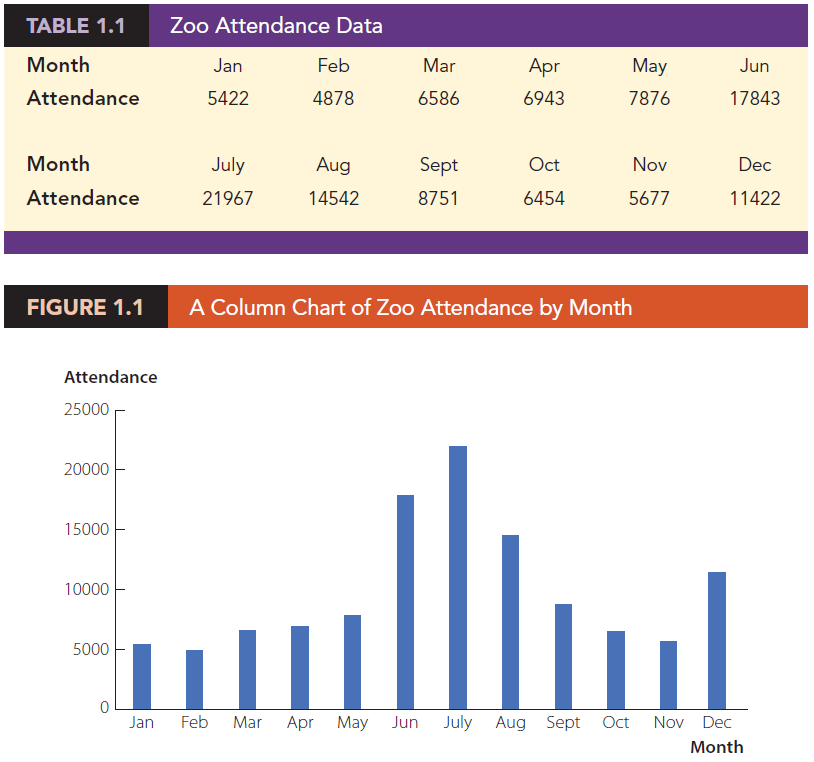 TABLE 1.1 Zoo Attendance Data
Month Jan Feb Mar Apr May Jun
Attendance 5422 4878 6586 6943 7876 17843
Month July Aug Sept Oct Nov Dec
Attendance 21967 14542 8751 6454 5677 11422
FIGURE 1.1 A Column Chart of Zoo Attendance by Month
Attendance
25000
20000
15000
10000
5000
0
Jan Feb Mar Apr May Jun July Aug Sept Oct Nov Dec
Month